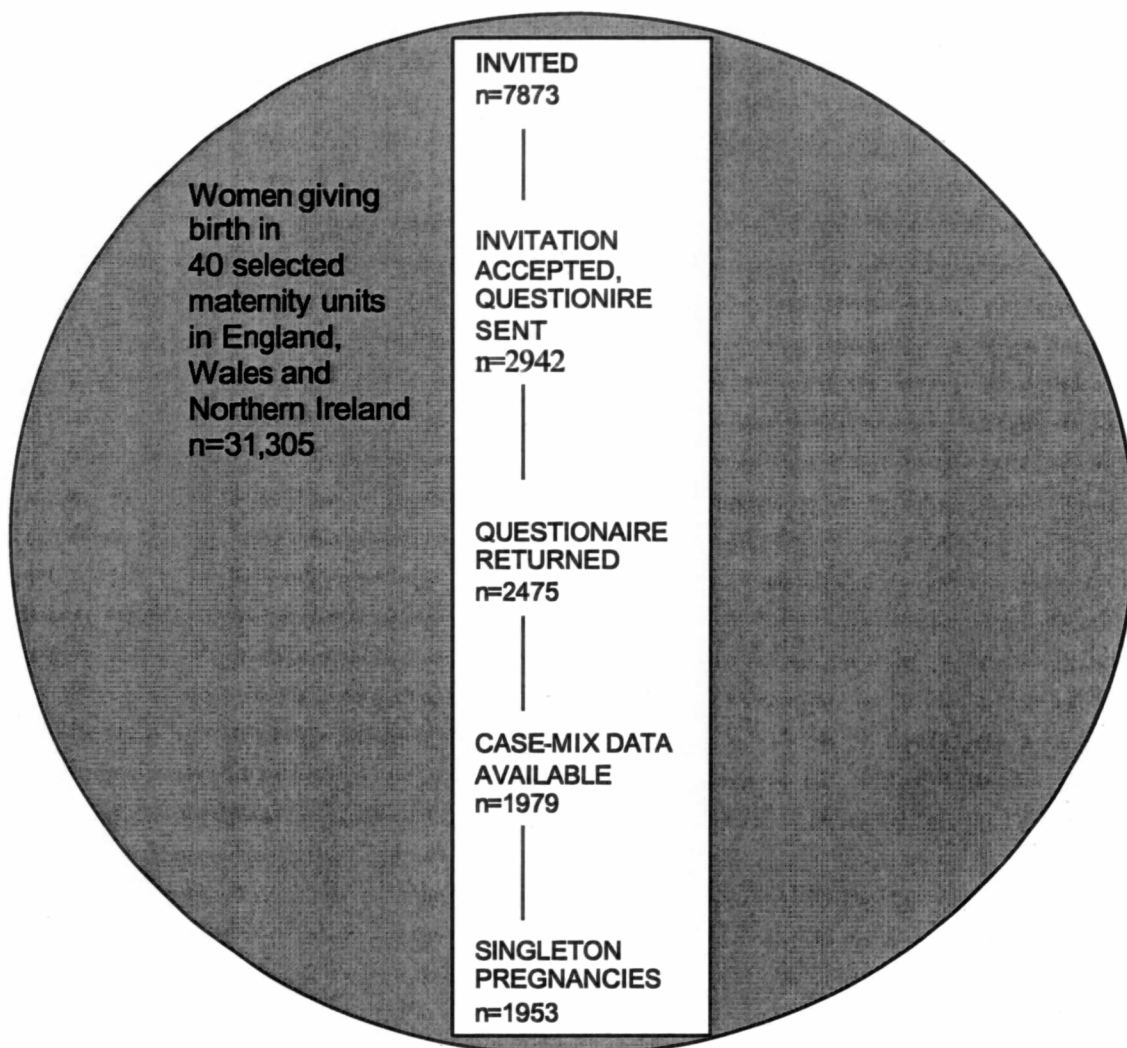 Women giving
birth in
40 selected
maternity units
in England,
Wales and
Northern Ireland
n=31,305
INVITED
n=7873
INVITATION
ACCEPTED,
QUESTIONIRE
SENT
n=2942
QUESTIONAIRE
RETURNED
n=2475
CASE-MIX DATA
AVAILABLE
n=1979
SINGLETON
PREGNANCIES
n=1953